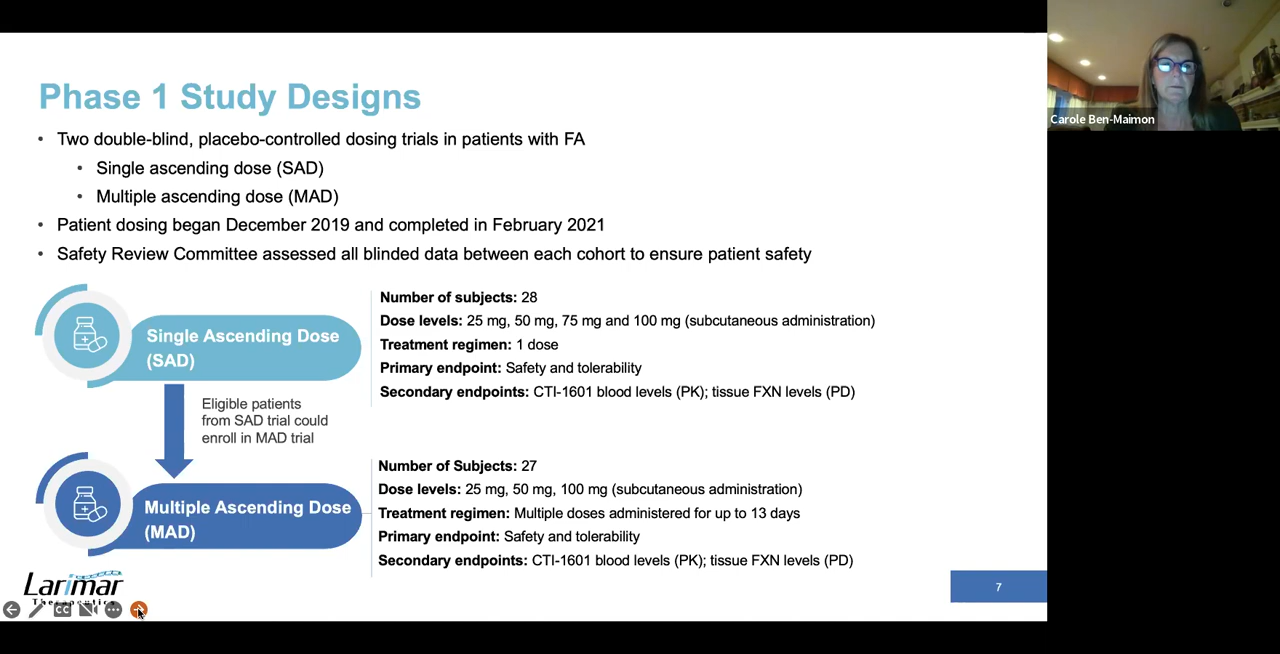 Phase 1 Study Designs
• Two double-blind, placebo-controlled dosing trials in patients with FA
• Single ascending dose (SAD)
• Multiple ascending dose (MAD)
• Patient dosing began December 2019 and completed in February 2021
• Safety Review Committee assessed all blinded data between each cohort to ensure patient safety
Single Ascending Dose
(SAD)
Number of subjects: 28
Dose levels: 25 mg, 50 mg, 75 mg and 100 mg (subcutaneous administration)
Treatment regimen: 1 dose
Primary endpoint: Safety and tolerability
Secondary endpoints: CTI-1601 blood levels (PK); tissue FXN levels (PD)
Eligible patients
from SAD trial could
enroll in MAD trial
Multiple Ascending Dose
(MAD)
Number of Subjects: 27
Dose levels: 25 mg, 50 mg, 100 mg (subcutaneous administration)
Treatment regimen: Multiple doses administered for up to 13 days
Primary endpoint: Safety and tolerability
Secondary endpoints: CTI-1601 blood levels (PK); tissue FXN levels (PD)
Larimar
Therapeutics
CC
7
Carole Ben-Maimon